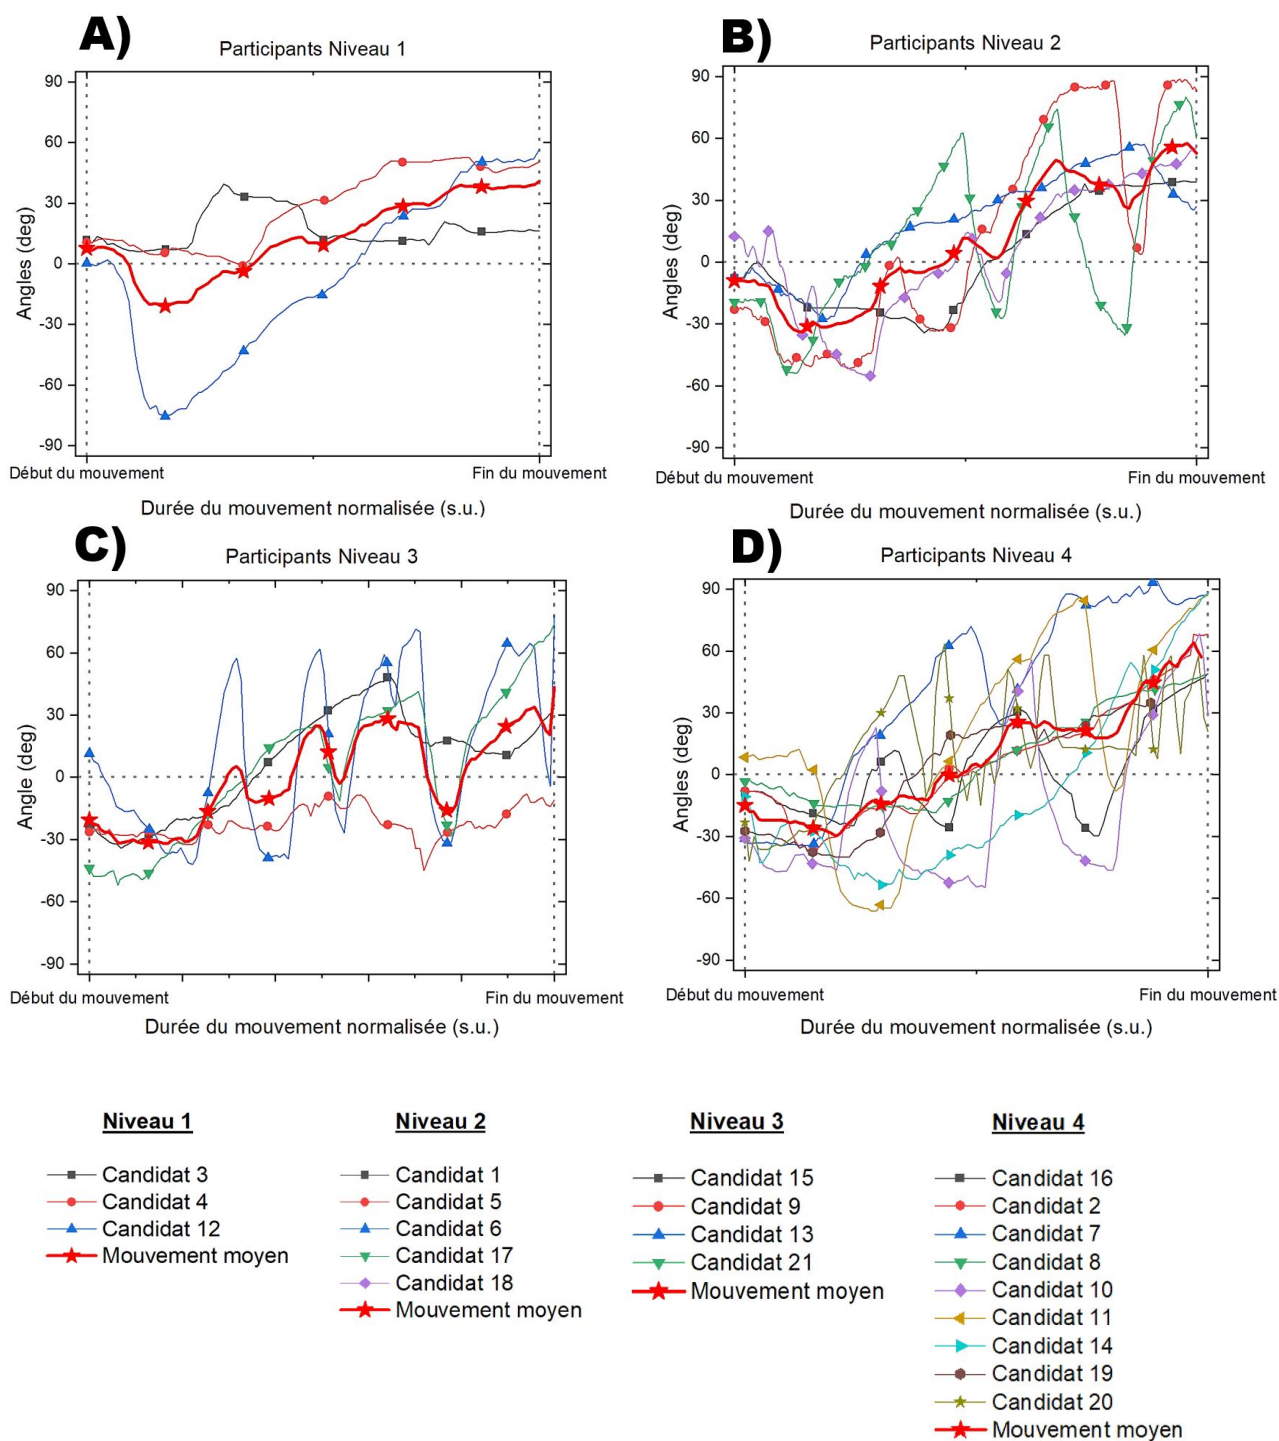 A)
Participants Niveau 1
90
60
30
0
-30
-60
-90
Angles (deg)
Début du mouvement
Fin du mouvement
Durée du mouvement normalisée (s.u.)
B)
Participants Niveau 2
90
60
30
0
-30
-60
-90
Angles (deg)
Début du mouvement
Fin du mouvement
Durée du mouvement normalisée (s.u.)
C)
Participants Niveau 3
90
60
30
0
-30
-60
-90
Angle (deg)
Début du mouvement
Fin du mouvement
Durée du mouvement normalisée (s.u.)
D)
Participants Niveau 4
90
60
30
0
-30
-60
-90
Angles (deg)
Début du mouvement
Fin du mouvement
Durée du mouvement normalisée (s.u.)
Niveau 1
Candidat 3
Candidat 4
Candidat 12
Mouvement moyen
Niveau 2
Candidat 1
Candidat 5
Candidat 6
Candidat 17
Candidat 18
Mouvement moyen
Niveau 3
Candidat 15
Candidat 9
Candidat 13
Candidat 21
Mouvement moyen
Niveau 4
Candidat 16
Candidat 2
Candidat 7
Candidat 8
Candidat 10
Candidat 11
Candidat 14
Candidat 19
Candidat 20
Mouvement moyen